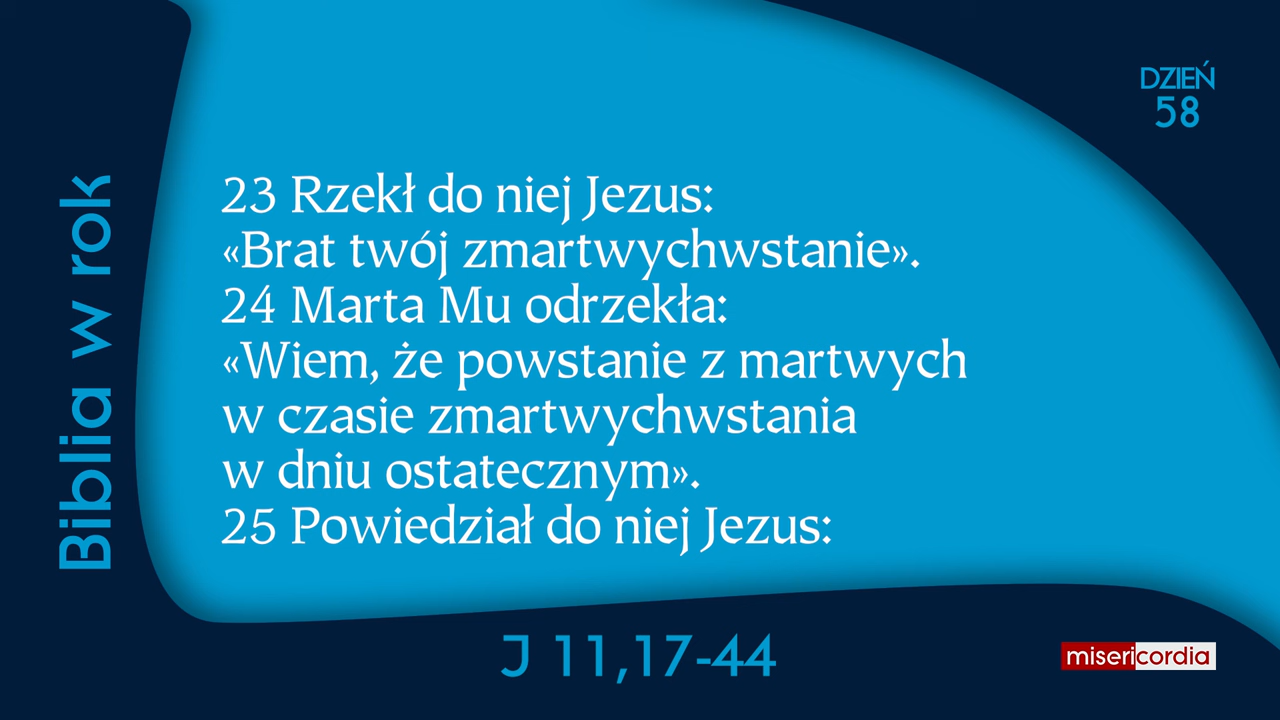 DZIEŃ
58
Biblia w rok
23 Rzekł do niej Jezus:
«Brat twój zmartwychwstanie».
24 Marta Mu odrzekła:
«Wiem, że powstanie z martwych
w czasie zmartwychwstania
w dniu ostatecznym».
25 Powiedział do niej Jezus:
J 11,17-44
misericordia